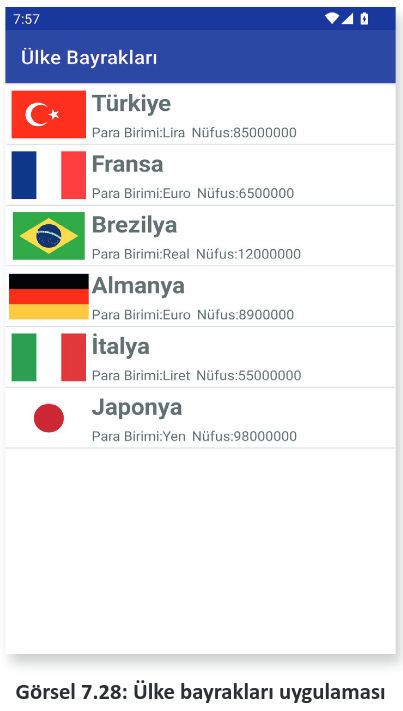 7:57
Ülke Bayrakları
Türkiye
Para Birimi:Lira Nüfus:85000000
Fransa
Para Birimi:Euro Nüfus:6500000
Brezilya
Para Birimi:Real Nüfus:12000000
Almanya
Para Birimi:Euro Nüfus:8900000
İtalya
Para Birimi:Liret Nüfus:55000000
Japonya
Para Birimi:Yen Nüfus:98000000
Görsel 7.28: Ülke bayrakları uygulaması